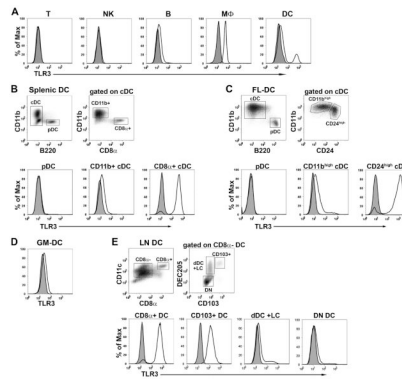 A
T
NK
B
MΦ
DC
% of Max
TLR3
B
Splenic DC
gated on cDC
CD11b
cDC
pDC
B220
CD11b
CD11b+
CD8α+
CD8α
pDC
CD11b+ cDC
CD8α+ cDC
% of Max
TLR3
C
FL-DC
gated on cDC
CD11b
cDC
pDC
B220
CD11b
CD11bhigh
CD24high
CD24
pDC
CD11bhigh cDC
CD24high cDC
% of Max
TLR3
D
GM-DC
% of Max
TLR3
E
LN DC
gated on CD8α- DC
CD11c
CD8α-
CD8α+
CD8α
DEC205
dDC
+LC
CD103+
DN
CD103
CD8α+ DC
CD103+ DC
dDC +LC
DN DC
% of Max
TLR3